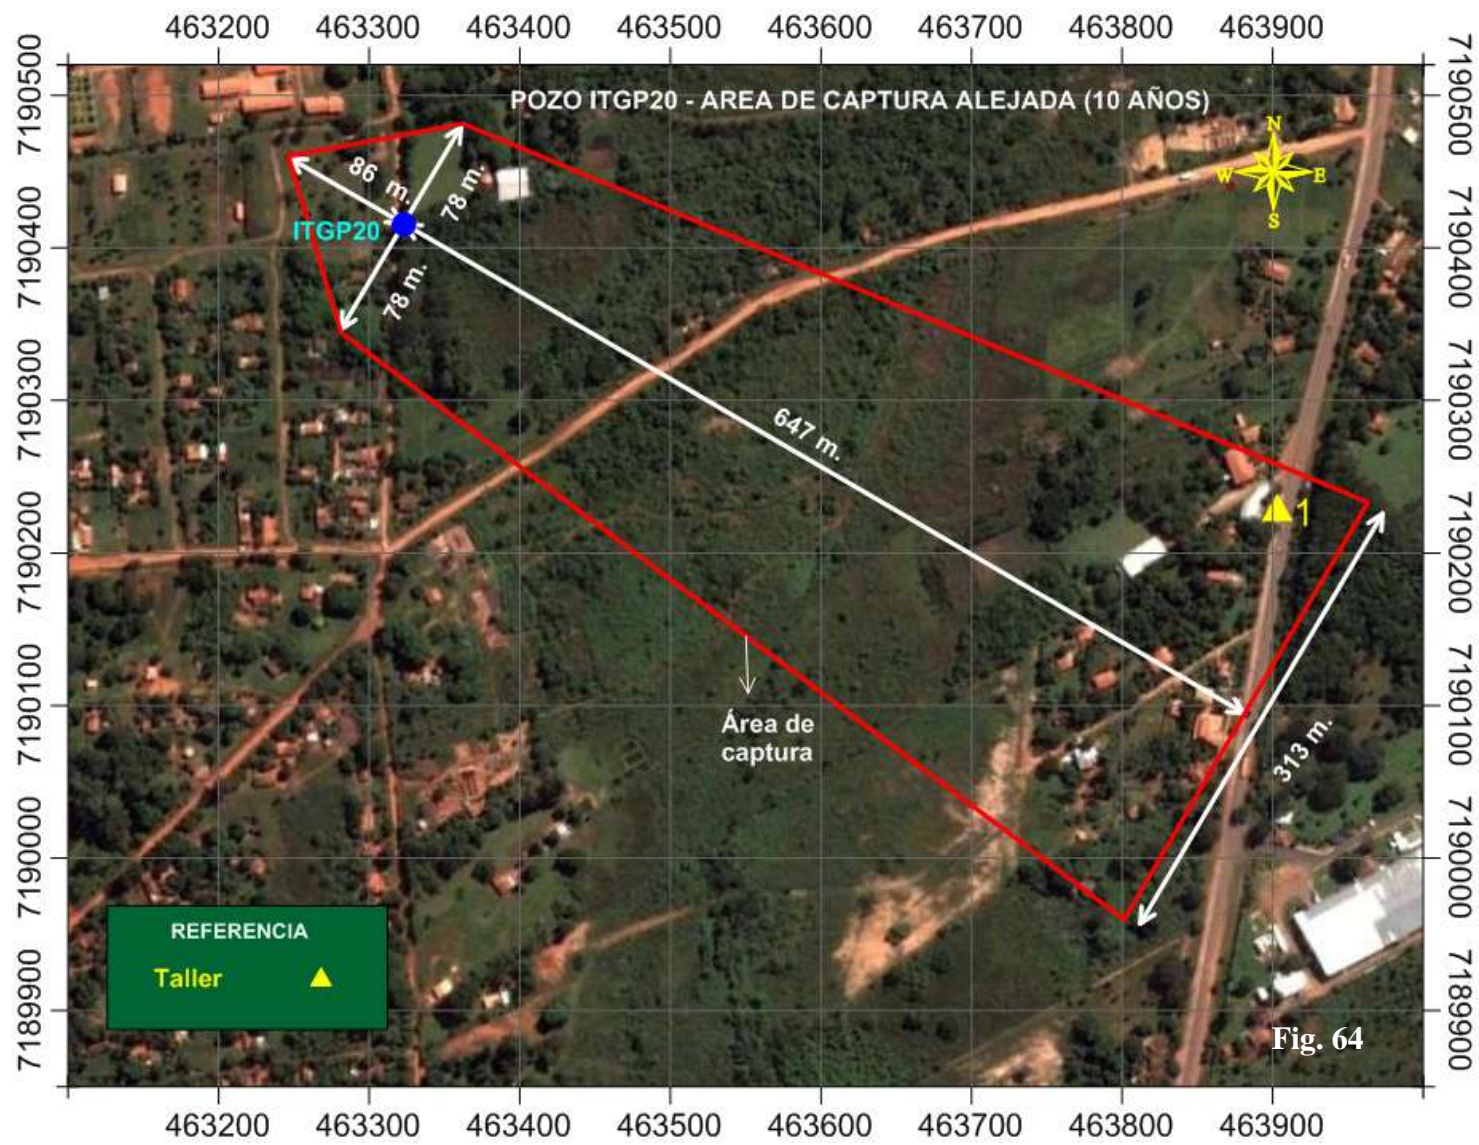 463200 463300 463400 463500 463600 463700 463800 463900
7190500
7190400
7190300
7190200
7190100
7190000
7189900
POZO ITGP20 - AREA DE CAPTURA ALEJADA (10 AÑOS)
N
W E
S
86 m.
78 m.
ITGP20
78 m.
647 m.
1
Área de
captura
313 m.
REFERENCIA
Taller
Fig. 64
7190500
7190400
7190300
7190200
7190100
7190000
7189900
463200 463300 463400 463500 463600 463700 463800 463900